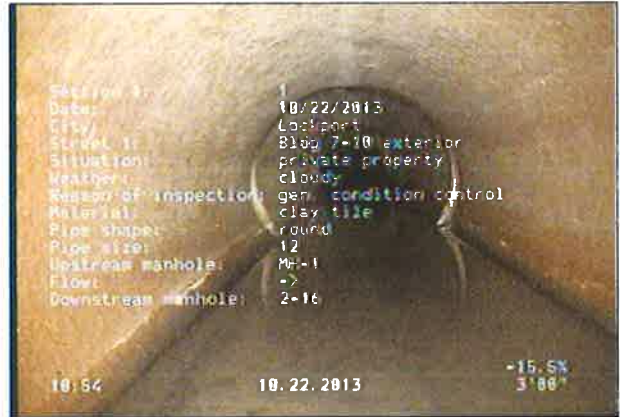 Section #: 1
Date: 10/22/2013
City: Lockport
Street 1: Bldg 7-10 exterior
Situation: private property
Weather: cloudy
Reason of inspection: gen. condition control
Material: clay tile
Pipe shape: round
Pipe size: 12
Upstream manhole: MH-1
Flow: ->
Downstream manhole: 2-16
-15.5%
10:54 10.22.2013 3'00"